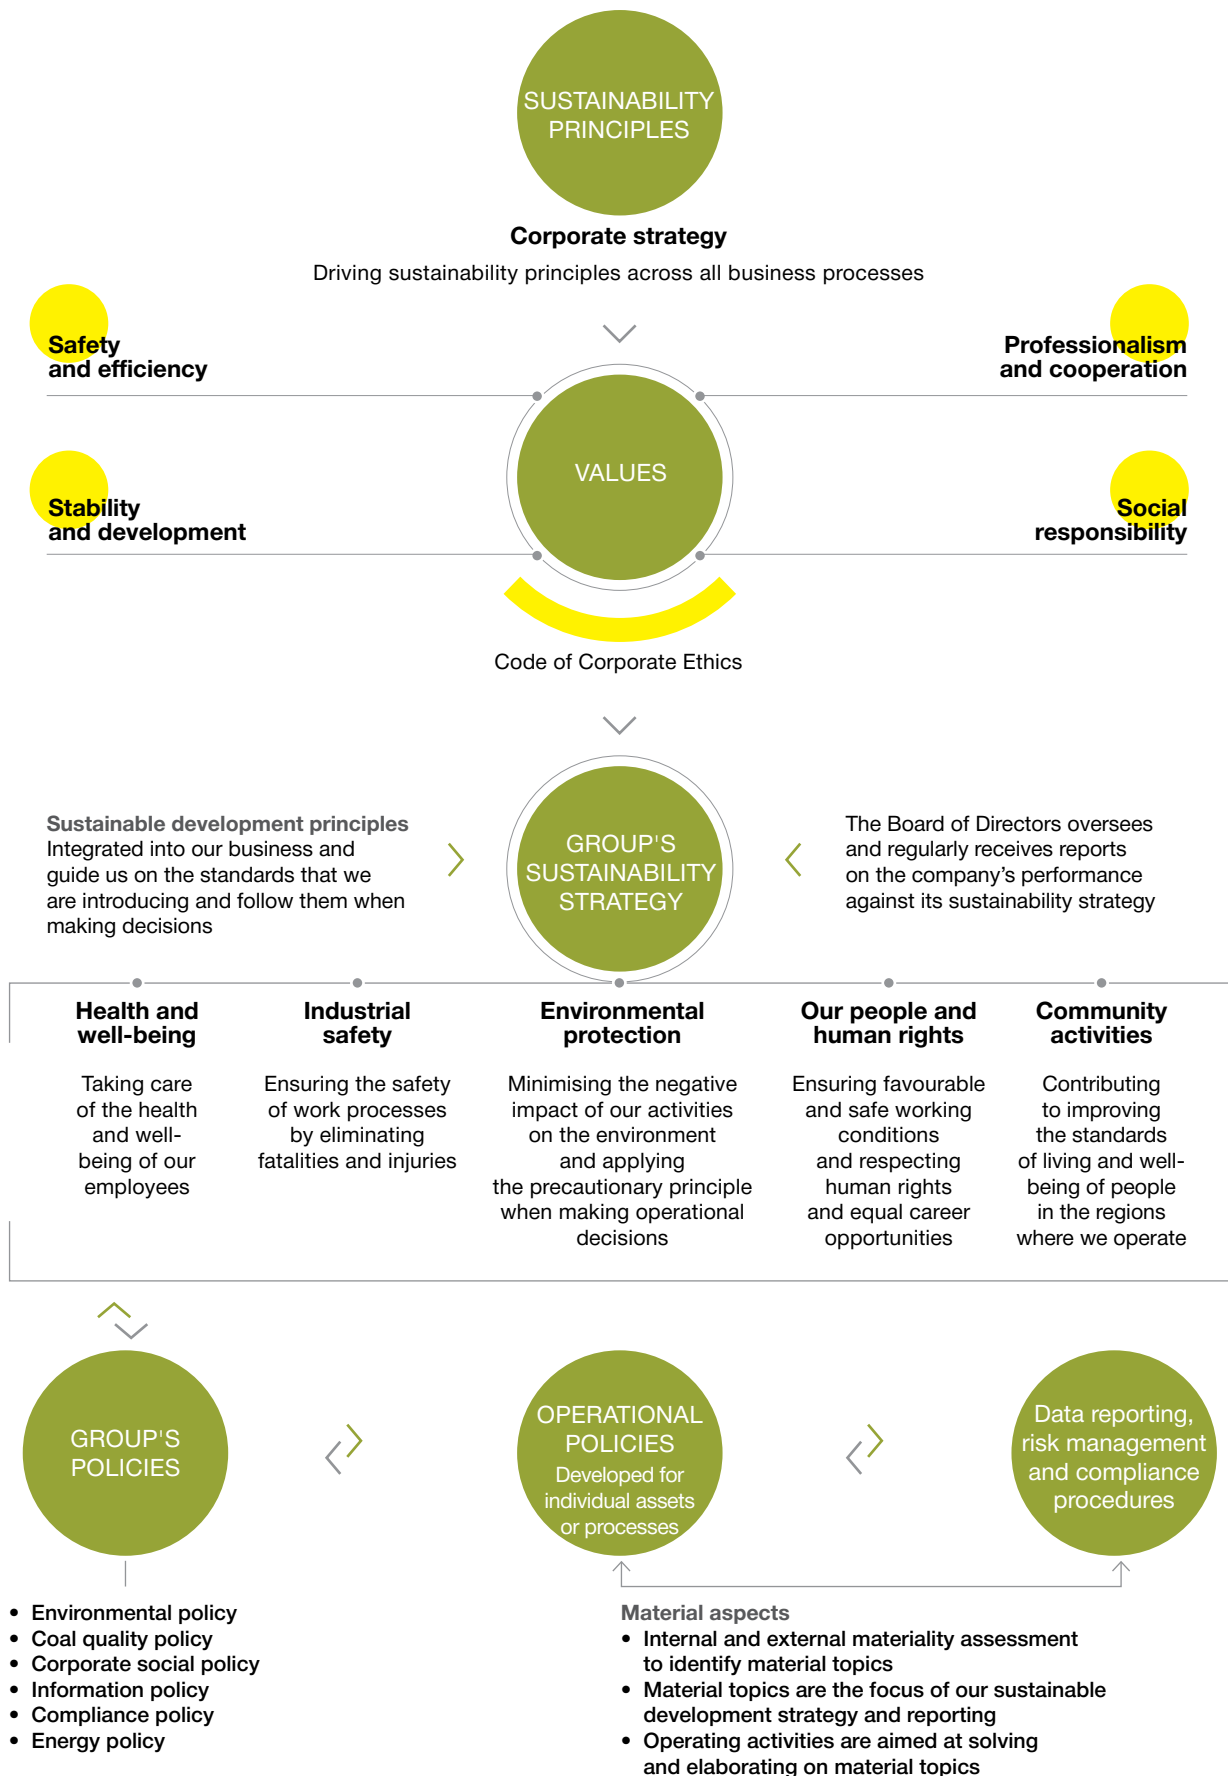 SUSTAINABILITY
PRINCIPLES
Corporate strategy
Driving sustainability principles across all business processes
Safety
and efficiency
Professionalism
and cooperation
VALUES
Stability
and development
Social
responsibility
Code of Corporate Ethics
Sustainable development principles
Integrated into our business and
guide us on the standards that we
are introducing and follow them when
making decisions
GROUP'S
SUSTAINABILITY
STRATEGY
The Board of Directors oversees
and regularly receives reports
on the company’s performance
against its sustainability strategy
Health and
well-being
Taking care
of the health
and well-
being of our
employees
Industrial
safety
Ensuring the safety
of work processes
by eliminating
fatalities and injuries
Environmental
protection
Minimising the negative
impact of our activities
on the environment
and applying
the precautionary principle
when making operational
decisions
Our people and
human rights
Ensuring favourable
and safe working
conditions
and respecting
human rights
and equal career
opportunities
Community
activities
Contributing
to improving
the standards
of living and well-
being of people
in the regions
where we operate
GROUP'S
POLICIES
OPERATIONAL
POLICIES
Developed for
individual assets
or processes
Data reporting,
risk management
and compliance
procedures
• Environmental policy
• Coal quality policy
• Corporate social policy
• Information policy
• Compliance policy
• Energy policy
Material aspects
• Internal and external materiality assessment
to identify material topics
• Material topics are the focus of our sustainable
development strategy and reporting
• Operating activities are aimed at solving
and elaborating on material topics